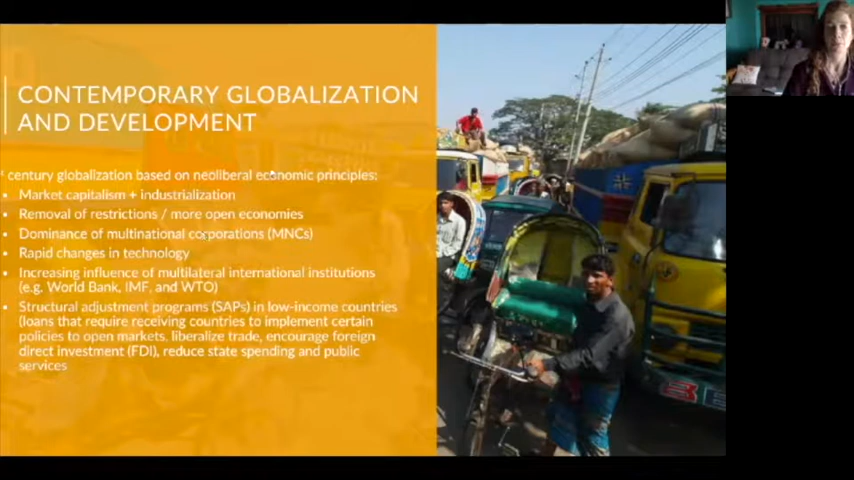 CONTEMPORARY GLOBALIZATION
AND DEVELOPMENT
century globalization based on neoliberal economic principles:
• Market capitalism + industrialization
• Removal of restrictions / more open economies
• Dominance of multinational corporations (MNCs)
• Rapid changes in technology
• Increasing influence of multilateral international institutions
(e.g. World Bank, IMF, and WTO)
• Structural adjustment programs (SAPs) in low-income countries
(loans that require receiving countries to implement certain
policies to open markets, liberalize trade, encourage foreign
direct investment (FDI), reduce state spending and public
services